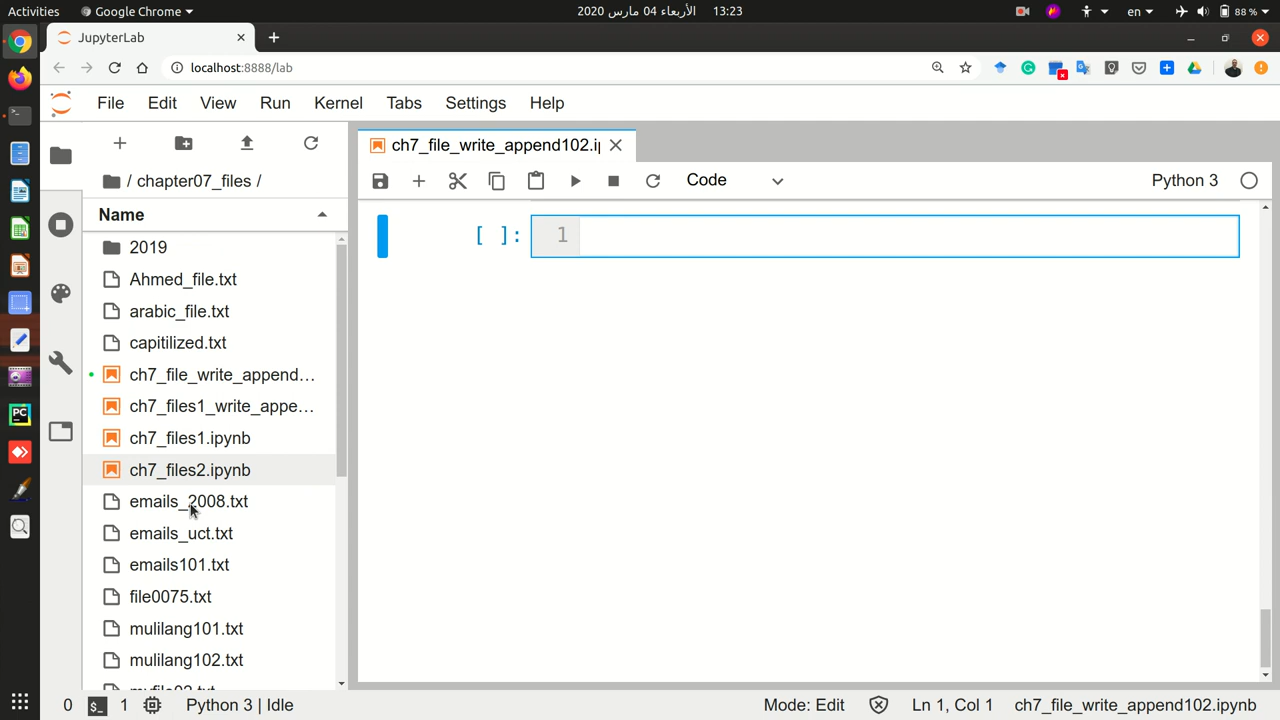 Activities
Google Chrome
الأربعاء 04 مارس 2020 13:23
en
88 %
JupyterLab
localhost:8888/lab
File Edit View Run Kernel Tabs Settings Help
ch7_file_write_append102.i
/ chapter07_files /
Code
Python 3
Name
[ ]: 1
2019
Ahmed_file.txt
arabic_file.txt
capitilized.txt
ch7_file_write_append…
ch7_files1_write_appe…
ch7_files1.ipynb
ch7_files2.ipynb
emails_2008.txt
emails_uct.txt
emails101.txt
file0075.txt
mulilang101.txt
mulilang102.txt
0 $_ 1 Python 3 | Idle Mode: Edit Ln 1, Col 1 ch7_file_write_append102.ipynb
PC